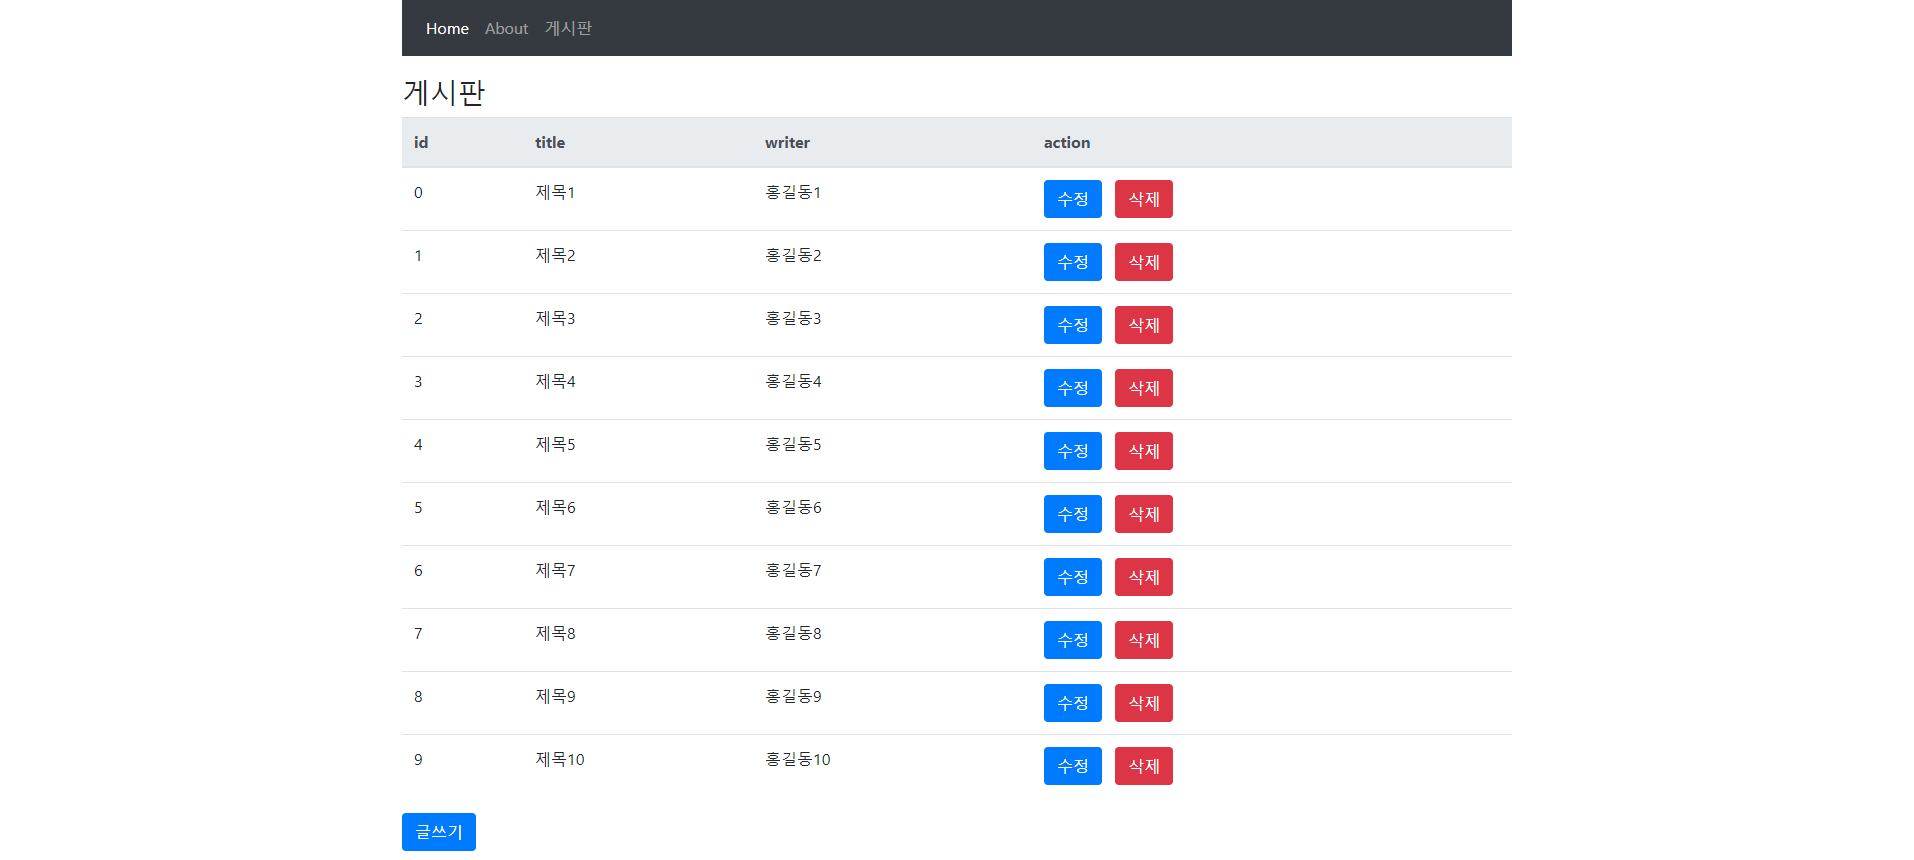 Home About 게시판
게시판
id title writer action
0 제목1 홍길동1 수정 삭제
1 제목2 홍길동2 수정 삭제
2 제목3 홍길동3 수정 삭제
3 제목4 홍길동4 수정 삭제
4 제목5 홍길동5 수정 삭제
5 제목6 홍길동6 수정 삭제
6 제목7 홍길동7 수정 삭제
7 제목8 홍길동8 수정 삭제
8 제목9 홍길동9 수정 삭제
9 제목10 홍길동10 수정 삭제
글쓰기